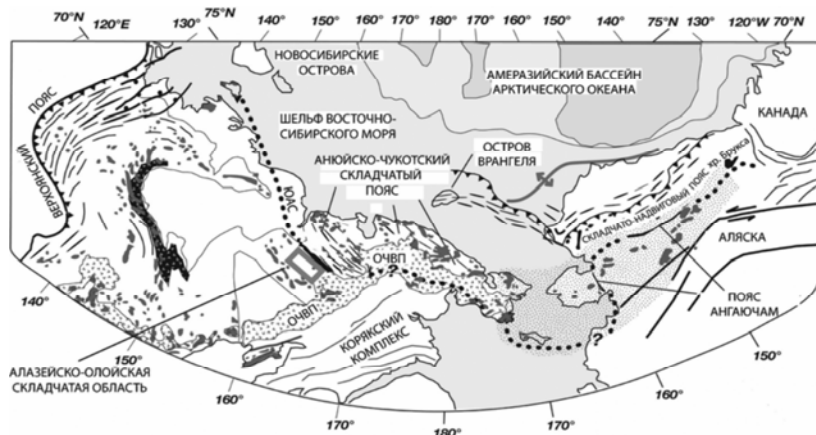 70°N
120°E
75°N
130°
140°
150°
160°
170°
180°
170°
160°
150°
140°
75°N
130°
120°W
70°N
НОВОСИБИРСКИЕ
ОСТРОВА
АМЕРАЗИЙСКИЙ БАССЕЙН
АРКТИЧЕСКОГО ОКЕАНА
КАНАДА
ШЕЛЬФ ВОСТОЧНО-
СИБИРСКОГО МОРЯ
ОСТРОВ
ВРАНГЕЛЯ
ВЕРХОЯНСКИЙ
ПОЯС
АНЮЙСКО-ЧУКОТСКИЙ
СКЛАДЧАТЫЙ
ПОЯС
ЮАС
СКЛАДЧАТО-НАДВИГОВЫЙ ПОЯС хр. Брукса
АЛЯСКА
ОЧВП
?
ОЧВП
ПОЯС
АНГАЮЧАМ
КОРЯКСКИЙ
КОМПЛЕКС
?
АЛАЗЕЙСКО-ОЛОЙСКАЯ
СКЛАДЧАТАЯ ОБЛАСТЬ
140°
150°
160°
170°
180°
170°
160°
150°